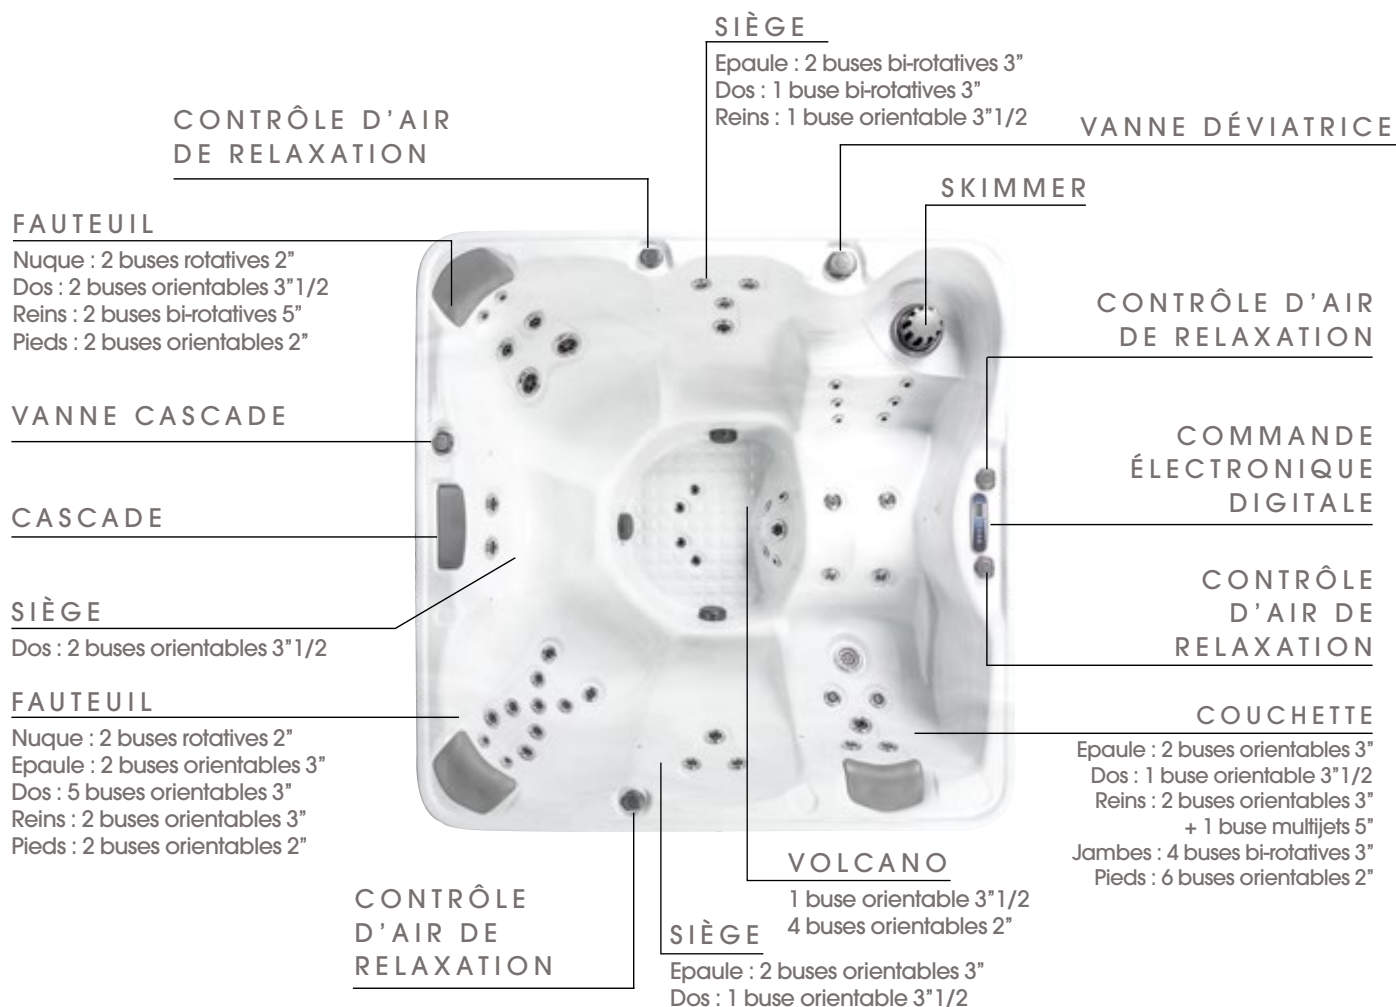 SIÈGE
Epaule : 2 buses bi-rotatives 3”
Dos : 1 buse bi-rotatives 3”
Reins : 1 buse orientable 3”1/2
CONTRÔLE D’AIR
DE RELAXATION
VANNE DÉVIATRICE
SKIMMER
FAUTEUIL
Nuque : 2 buses rotatives 2”
Dos : 2 buses orientables 3”1/2
Reins : 2 buses bi-rotatives 5”
Pieds : 2 buses orientables 2”
CONTRÔLE D’AIR
DE RELAXATION
VANNE CASCADE
COMMANDE
ÉLECTRONIQUE
DIGITALE
CASCADE
CONTRÔLE
D’AIR DE
RELAXATION
SIÈGE
Dos : 2 buses orientables 3”1/2
FAUTEUIL
Nuque : 2 buses rotatives 2”
Epaule : 2 buses orientables 3”
Dos : 5 buses orientables 3”
Reins : 2 buses orientables 3”
Pieds : 2 buses orientables 2”
COUCHETTE
Epaule : 2 buses orientables 3”
Dos : 1 buse orientable 3”1/2
Reins : 2 buses orientables 3”
+ 1 buse multijets 5”
Jambes : 4 buses bi-rotatives 3”
Pieds : 6 buses orientables 2”
VOLCANO
1 buse orientable 3”1/2
4 buses orientables 2”
CONTRÔLE
D’AIR DE
RELAXATION
SIÈGE
Epaule : 2 buses orientables 3”
Dos : 1 buse orientable 3”1/2